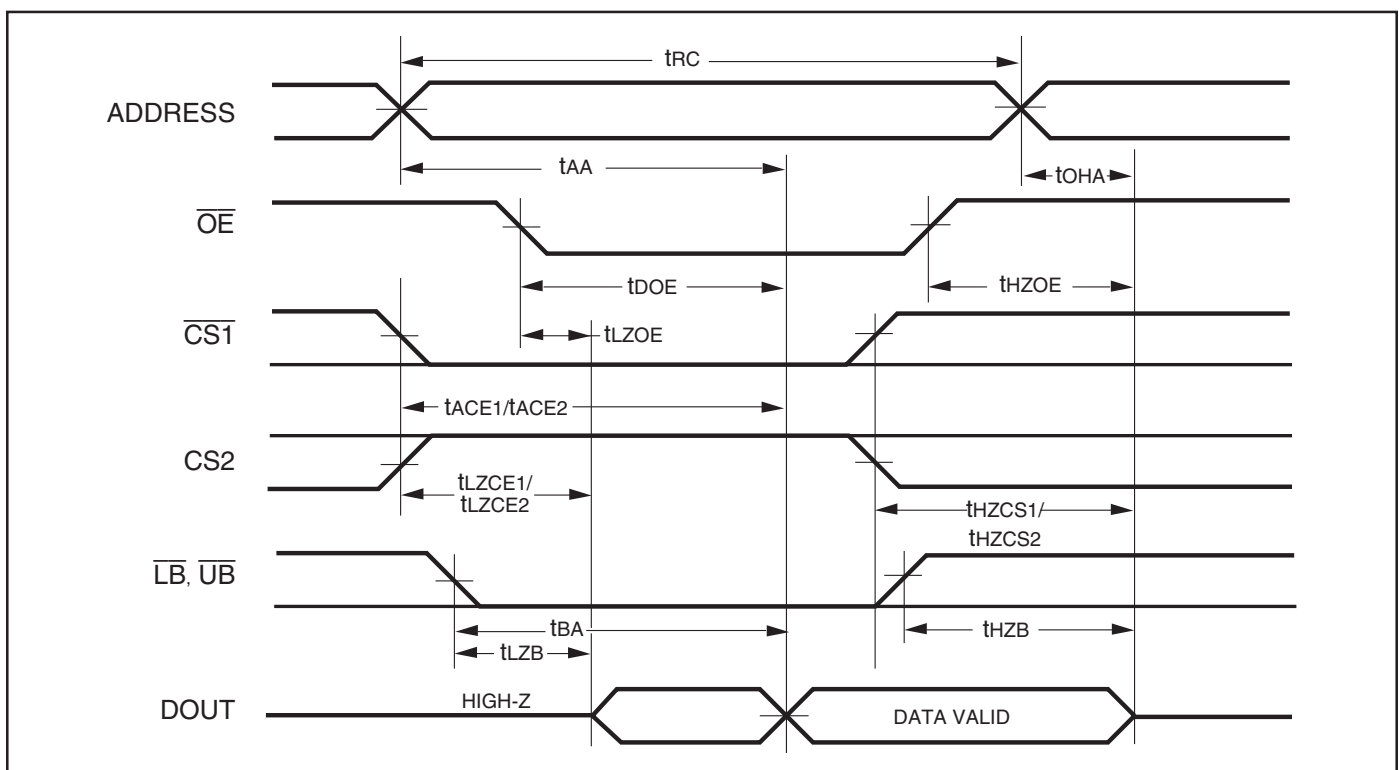 tRC
ADDRESS
tAA
tOHA
OE
tDOE
tHZOE
CS1
tLZOE
tACE1/tACE2
CS2
tLZCE1/
tLZCE2
tHZCS1/
tHZCS2
LB, UB
tBA
tHZB
tLZB
DOUT
HIGH-Z
DATA VALID